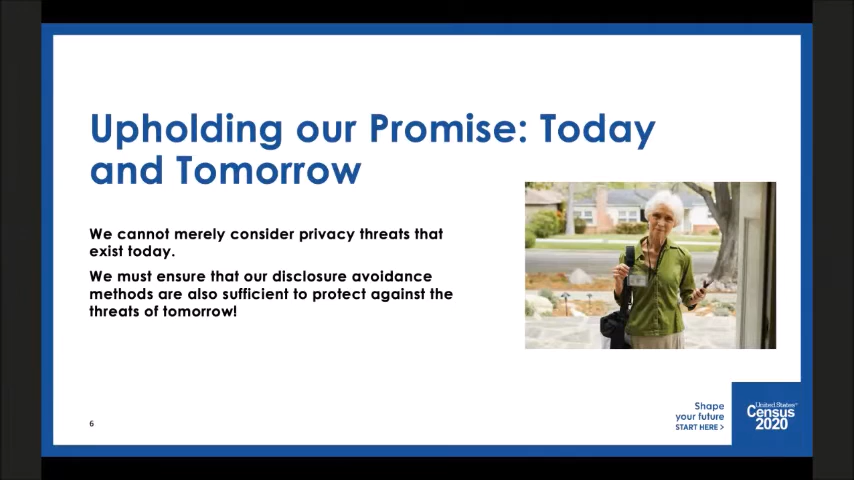 Upholding our Promise: Today
and Tomorrow
We cannot merely consider privacy threats that
exist today.
We must ensure that our disclosure avoidance
methods are also sufficient to protect against the
threats of tomorrow!
6
Shape
your future
START HERE >
United States™
Census
2020